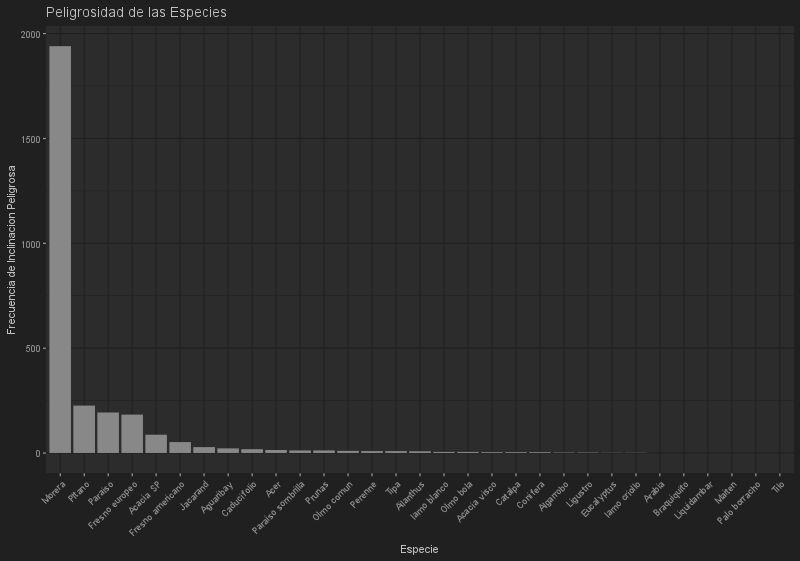 Peligrosidad de las Especies
Frecuencia de Inclinacion Peligrosa
2000
1500
1000
500
0
Morera
Pltano
Paraiso
Fresno europeo
Acacia SP
Fresno americano
Jacarand
Aguaribay
Caducifolio
Acer
Paraiso sombrilla
Prunus
Olmo comun
Perenne
Tipa
Ailanthus
lamo blanco
Olmo bola
Acacia visco
Catalpa
Conifera
Algarrobo
Ligustro
Eucalyptus
lamo criollo
Arabia
Braquiquito
Liquidambar
Maiten
Palo borracho
Tilo
Especie